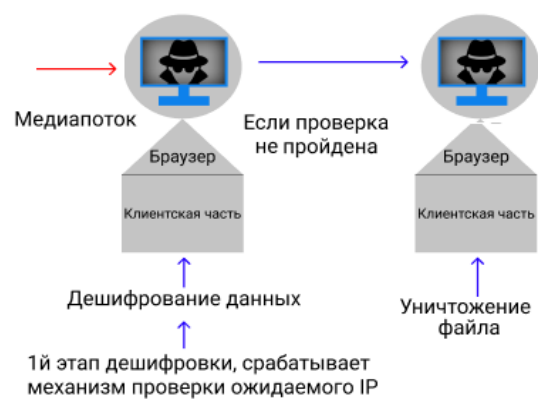 Медиапоток
Если проверка
не пройдена
Браузер
Браузер
Клиентская часть
Клиентская часть
Дешифрование данных
Уничтожение
файла
1й этап дешифровки, срабатывает
механизм проверки ожидаемого IP